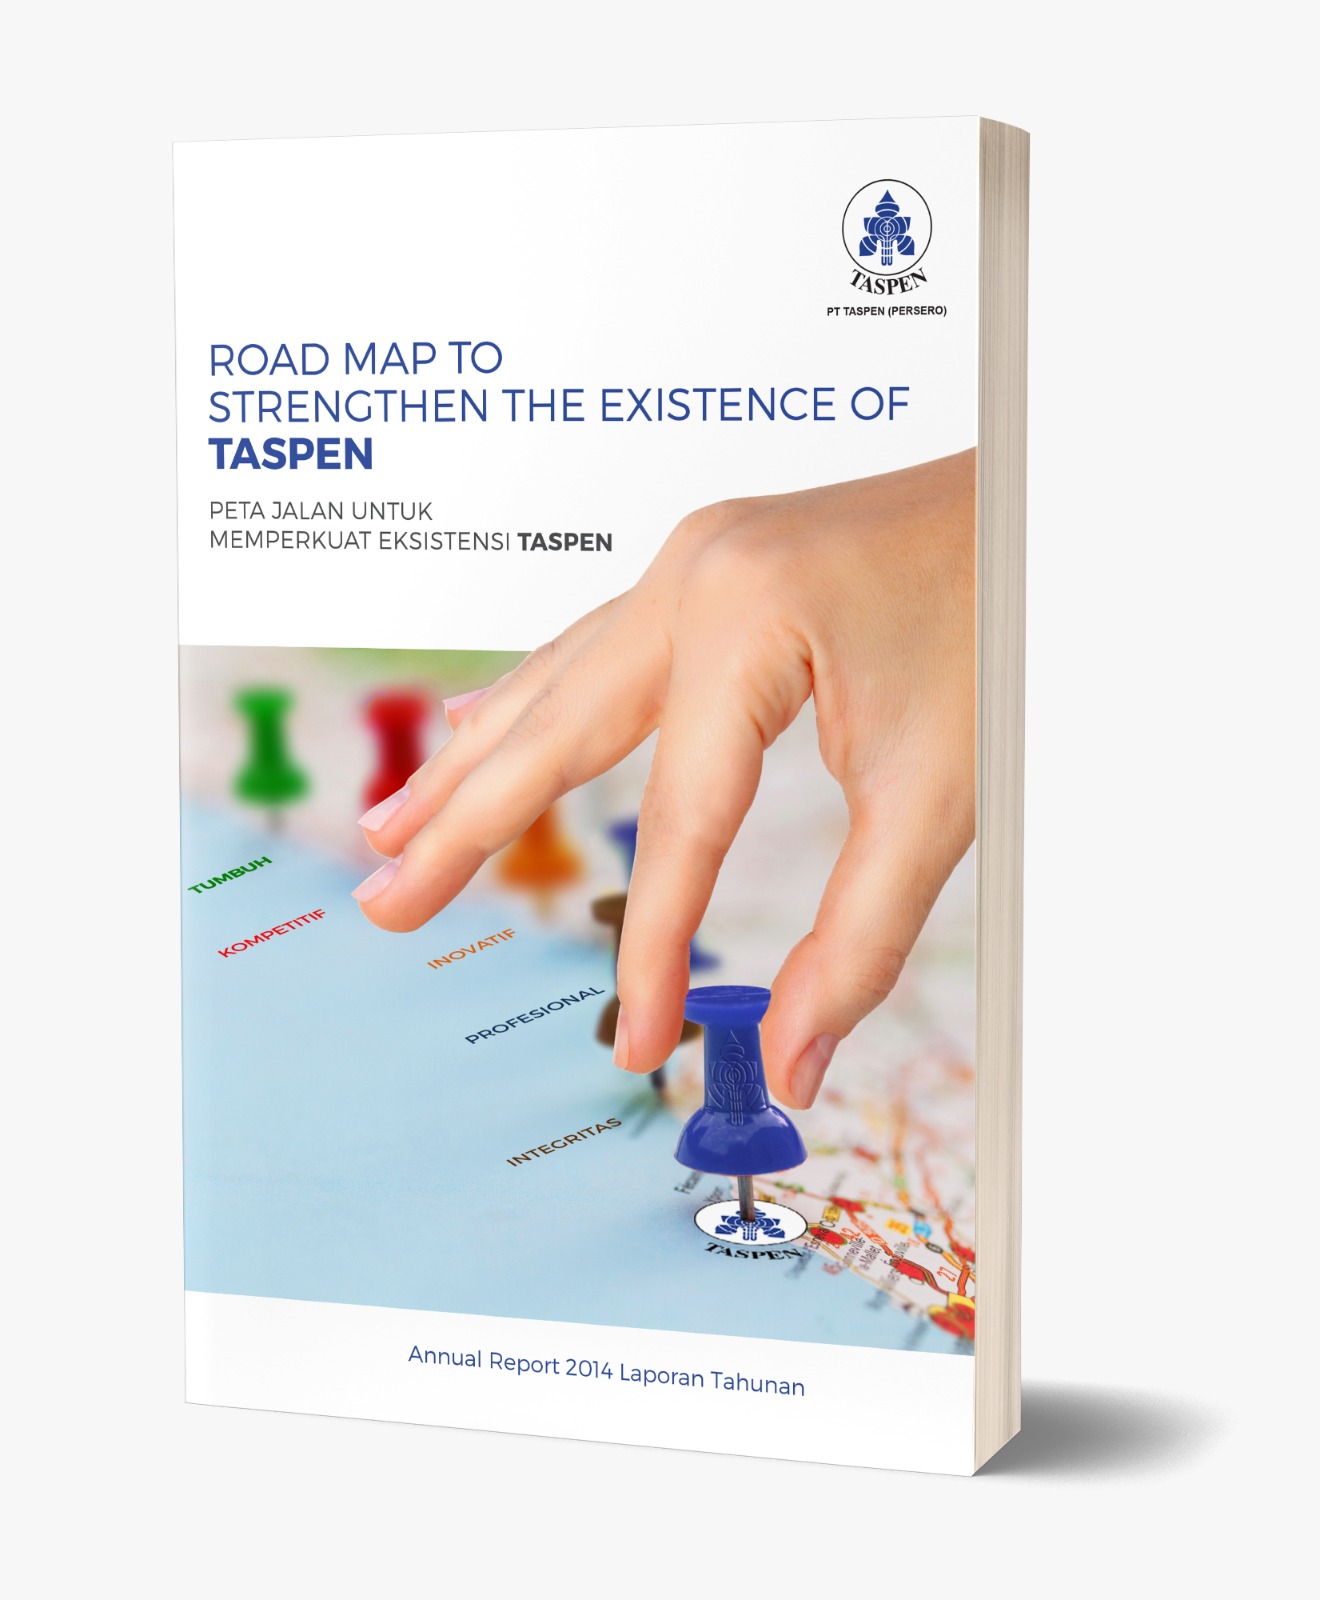 TASPEN
PT TASPEN (PERSERO)
ROAD MAP TO
STRENGTHEN THE EXISTENCE OF
TASPEN
PETA JALAN UNTUK
MEMPERKUAT EKSISTENSI TASPEN
TUMBUH
KOMPETITIF
INOVATIF
PROFESIONAL
INTEGRITAS
TASPEN
Annual Report 2014 Laporan Tahunan